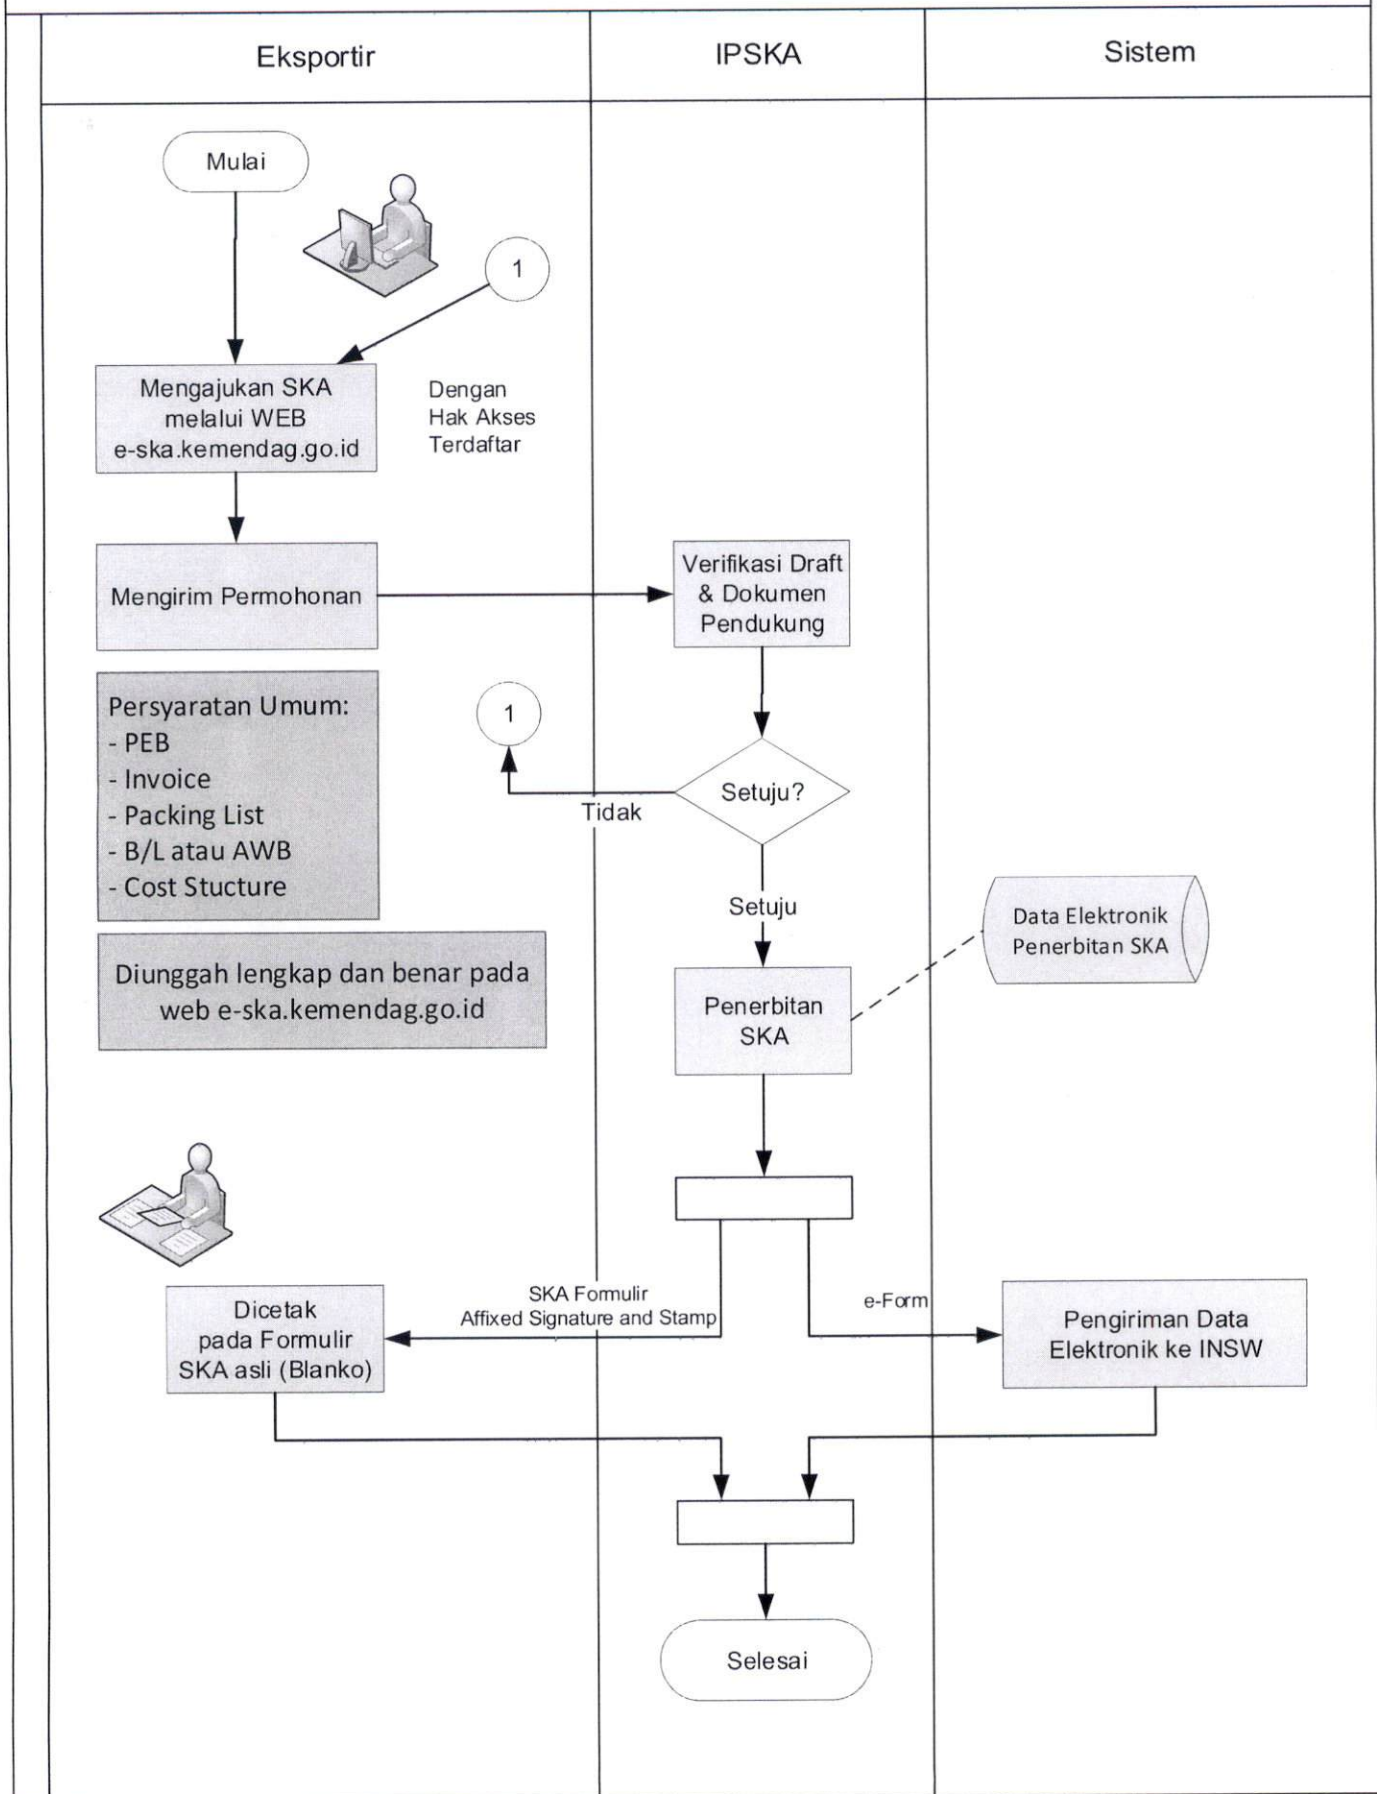 Eksportir
IPSKA
Sistem
Mulai
1
Mengajukan SKA
melalui WEB
e-ska.kemendag.go.id
Dengan
Hak Akses
Terdaftar
Mengirim Permohonan
Verifikasi Draft
& Dokumen
Pendukung
Persyaratan Umum:
- PEB
- Invoice
- Packing List
- B/L atau AWB
- Cost Stucture
1
Tidak
Setuju?
Setuju
Data Elektronik
Penerbitan SKA
Diunggah lengkap dan benar pada
web e-ska.kemendag.go.id
Penerbitan
SKA
SKA Formulir
Affixed Signature and Stamp
e-Form
Dicetak
pada Formulir
SKA asli (Blanko)
Pengiriman Data
Elektronik ke INSW
Selesai